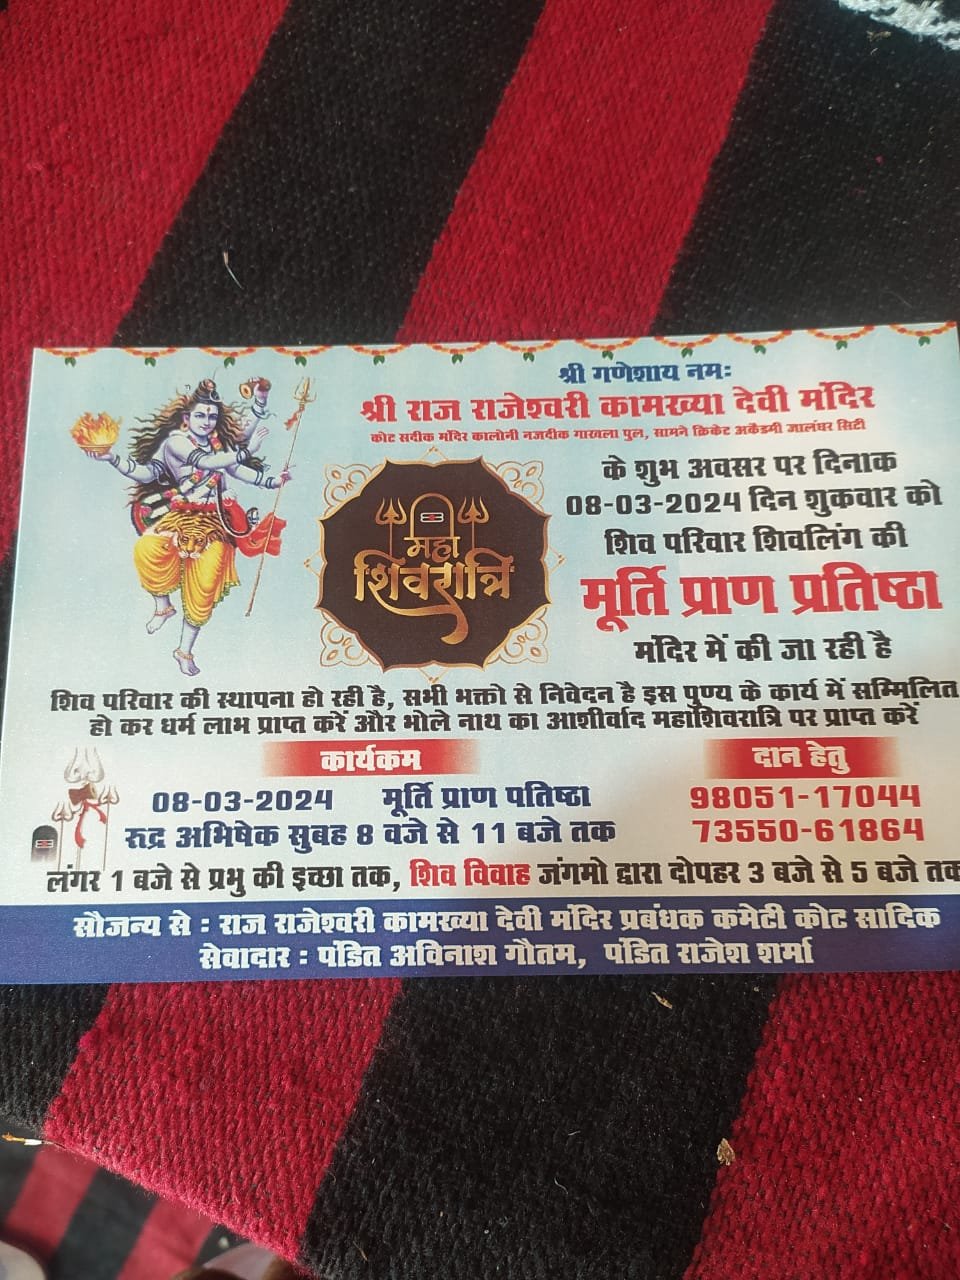 श्री गणेशाय नमः
श्री राज राजेश्वरी कामख्या देवी मंदिर
कोट सदीक मंदिर कालोनी नजदीक गाखला पुल, सामने क्रिकेट अकैडमी जालंधर सिटी
के शुभ अवसर पर दिनाक
08-03-2024 दिन शुकवार को
शिव परिवार शिवलिंग की
मूर्ति प्राण प्रतिष्ठा
मंदिर में की जा रही है
महा
शिवरात्रि
शिव परिवार की स्थापना हो रही है, सभी भक्तो से निवेदन है इस पुण्य के कार्य में सम्मिलित
हो कर धर्म लाभ प्राप्त करें और भोले नाथ का आशीर्वाद महाशिवरात्रि पर प्राप्त करें
कार्यकम
08-03-2024 मूर्ति प्राण पतिष्ठा
रुद्र अभिषेक सुबह 8 वजे से 11 बजे तक
दान हेतु
98051-17044
73550-61864
लंगर 1 बजे से प्रभु की इच्छा तक, शिव विवाह जंगमो द्वारा दोपहर 3 बजे से 5 बजे तक
सौजन्य से : राज राजेश्वरी कामख्या देवी मंदिर प्रबंधक कमेटी कोट सादिक
सेवादार : पंडित अविनाश गौतम, पंडित राजेश शर्मा